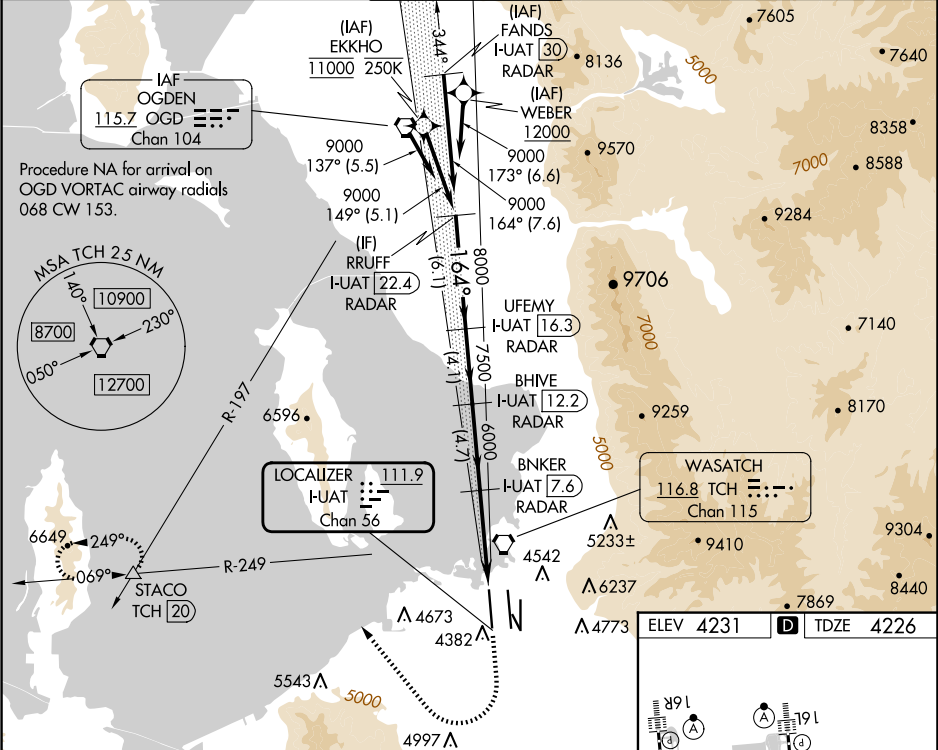 (IAF)
EKKHO
11000 250K
344°
(IAF)
FANDS
I-UAT 30
RADAR
(IAF)
WEBER
12000
7605
8136
5000
7640
IAF
OGDEN
115.7 OGD
Chan 104
8358
9570
7000
8588
Procedure NA for arrival on
OGD VORTAC airway radials
068 CW 153.
9000
137° (5.5)
9000
149° (5.1)
9000
173° (6.6)
9000
164° (7.6)
9284
(IF)
RRUFF
I-UAT 22.4
RADAR
164°
(6.1)
8000
MSA TCH 25 NM
140°
10900
230°
8700
050°
12700
9706
7000
UFEMY
I-UAT 16.3
RADAR
7140
(4.1)
7500
BHIVE
I-UAT 12.2
RADAR
8170
9259
R-197
6596
(4.7)
6000
5000
LOCALIZER 111.9
I-UAT
Chan 56
BNKER
I-UAT 7.6
RADAR
WASATCH
116.8 TCH
Chan 115
6649
249°
069°
STACO
TCH 20
R-249
5233±
9410
9304
4542
6237
8440
7869
4673
4382
4773
ELEV 4231 D TDZE 4226
5543
5000
4997
16R
A
P
A
16L
P